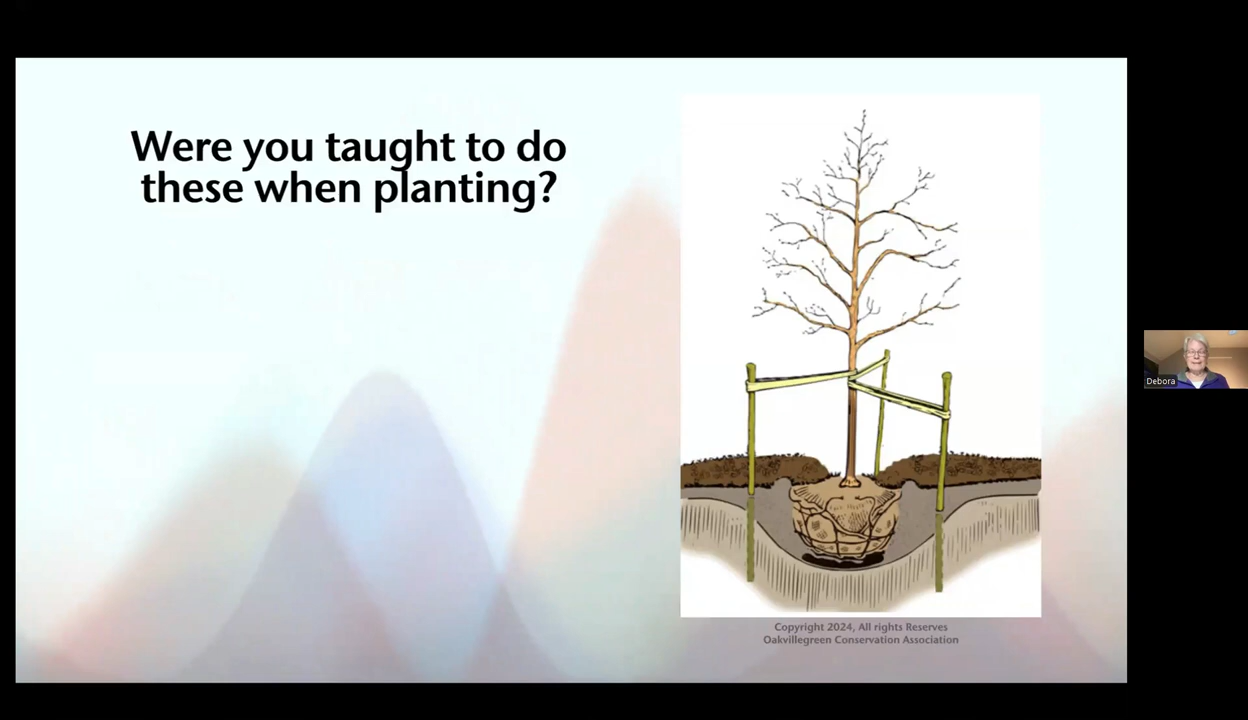 Were you taught to do
these when planting?
Copyright 2024, All rights Reserves
Oakvillegreen Conservation Association
Debora